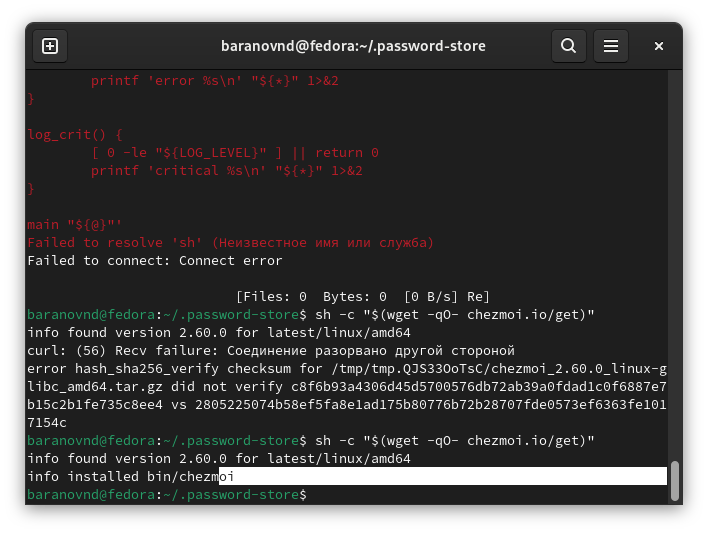 baranovnd@fedora:~/.password-store
        printf 'error %s\n' "${*}" 1>&2
}
log_crit() {
        [ 0 -le "${LOG_LEVEL}" ] || return 0
        printf 'critical %s\n' "${*}" 1>&2
}
main "${@}"'
Failed to resolve 'sh' (Неизвестное имя или служба)
Failed to connect: Connect error
                          [Files: 0  Bytes: 0  [0 B/s] Re]
baranovnd@fedora:~/.password-store$ sh -c "$(wget -qO- chezmoi.io/get)"
info found version 2.60.0 for latest/linux/amd64
curl: (56) Recv failure: Соединение разорвано другой стороной
error hash_sha256_verify checksum for /tmp/tmp.QJS33OoTsC/chezmoi_2.60.0_linux-g
libc_amd64.tar.gz did not verify c8f6b93a4306d45d5700576db72ab39a0fdad1c0f6887e7
b15c2b1fe735c8ee4 vs 2805225074b58ef5fa8e1ad175b80776b72b28707fde0573ef6363fe101
7154c
baranovnd@fedora:~/.password-store$ sh -c "$(wget -qO- chezmoi.io/get)"
info found version 2.60.0 for latest/linux/amd64
info installed bin/chezmoi
baranovnd@fedora:~/.password-store$